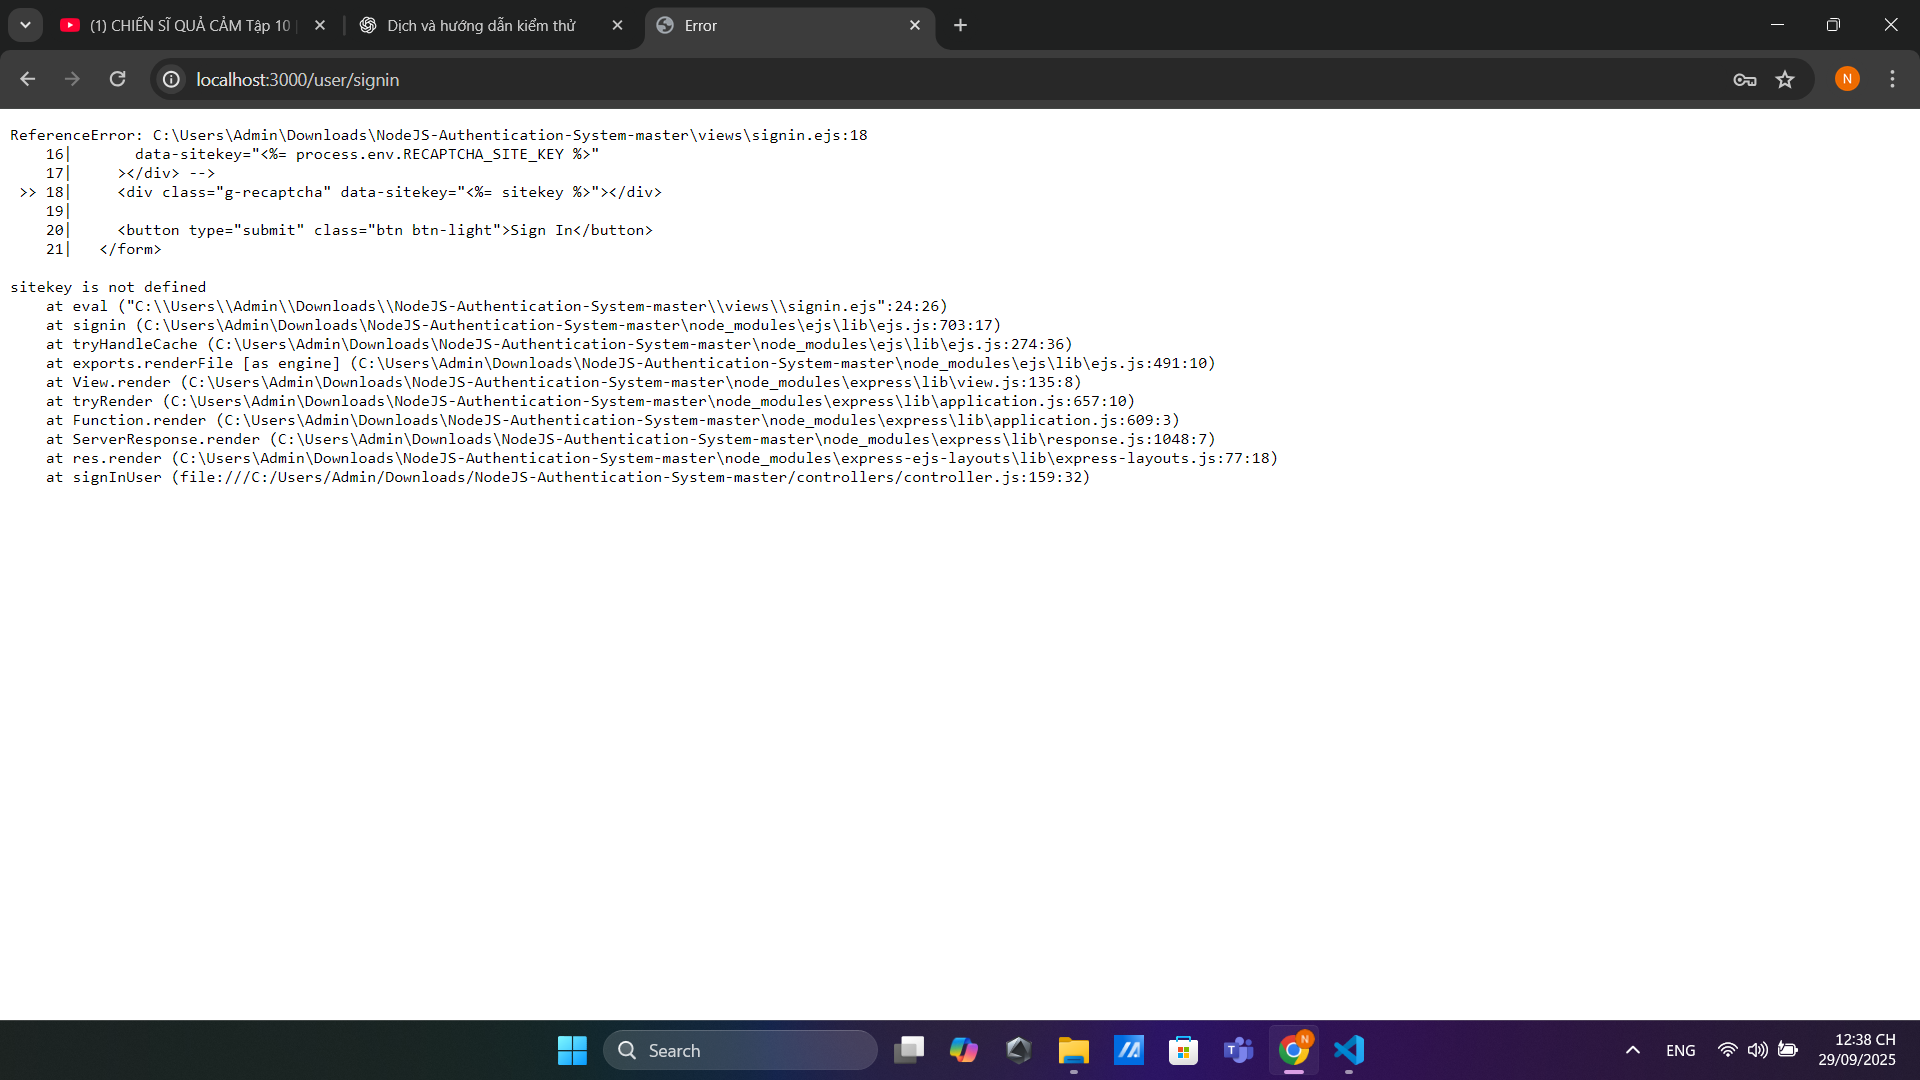 (1) CHIẾN SĨ QUẢ CẢM Tập 10 |
Dịch và hướng dẫn kiểm thử
Error
localhost:3000/user/signin
N
ReferenceError: C:\Users\Admin\Downloads\NodeJS-Authentication-System-master\views\signin.ejs:18
16| data-sitekey="<%= process.env.RECAPTCHA_SITE_KEY %>"
17| ></div> -->
>> 18| <div class="g-recaptcha" data-sitekey="<%= sitekey %>"></div>
19|
20| <button type="submit" class="btn btn-light">Sign In</button>
21| </form>
sitekey is not defined
at eval ("C:\\Users\\Admin\\Downloads\\NodeJS-Authentication-System-master\\views\\signin.ejs":24:26)
at signin (C:\Users\Admin\Downloads\NodeJS-Authentication-System-master\node_modules\ejs\lib\ejs.js:703:17)
at tryHandleCache (C:\Users\Admin\Downloads\NodeJS-Authentication-System-master\node_modules\ejs\lib\ejs.js:274:36)
at exports.renderFile [as engine] (C:\Users\Admin\Downloads\NodeJS-Authentication-System-master\node_modules\ejs\lib\ejs.js:491:10)
at View.render (C:\Users\Admin\Downloads\NodeJS-Authentication-System-master\node_modules\express\lib\view.js:135:8)
at tryRender (C:\Users\Admin\Downloads\NodeJS-Authentication-System-master\node_modules\express\lib\application.js:657:10)
at Function.render (C:\Users\Admin\Downloads\NodeJS-Authentication-System-master\node_modules\express\lib\application.js:609:3)
at ServerResponse.render (C:\Users\Admin\Downloads\NodeJS-Authentication-System-master\node_modules\express\lib\response.js:1048:7)
at res.render (C:\Users\Admin\Downloads\NodeJS-Authentication-System-master\node_modules\express-ejs-layouts\lib\express-layouts.js:77:18)
at signInUser (file:///C:/Users/Admin/Downloads/NodeJS-Authentication-System-master/controllers/controller.js:159:32)
Search
N
ENG
12:38 CH
29/09/2025